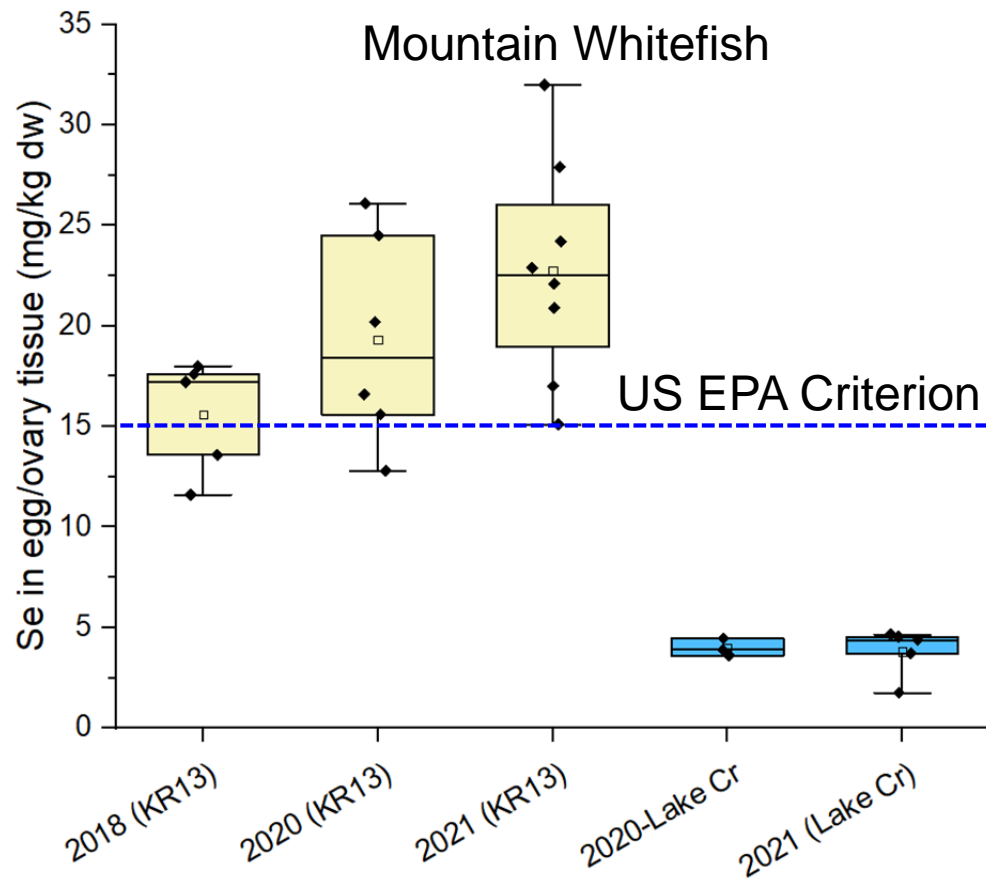 Mountain Whitefish
US EPA Criterion
Se in egg/ovary tissue (mg/kg dw)
35
30
25
20
15
10
5
0
2018 (KR13)
2020 (KR13)
2021 (KR13)
2020-Lake Cr
2021 (Lake Cr)